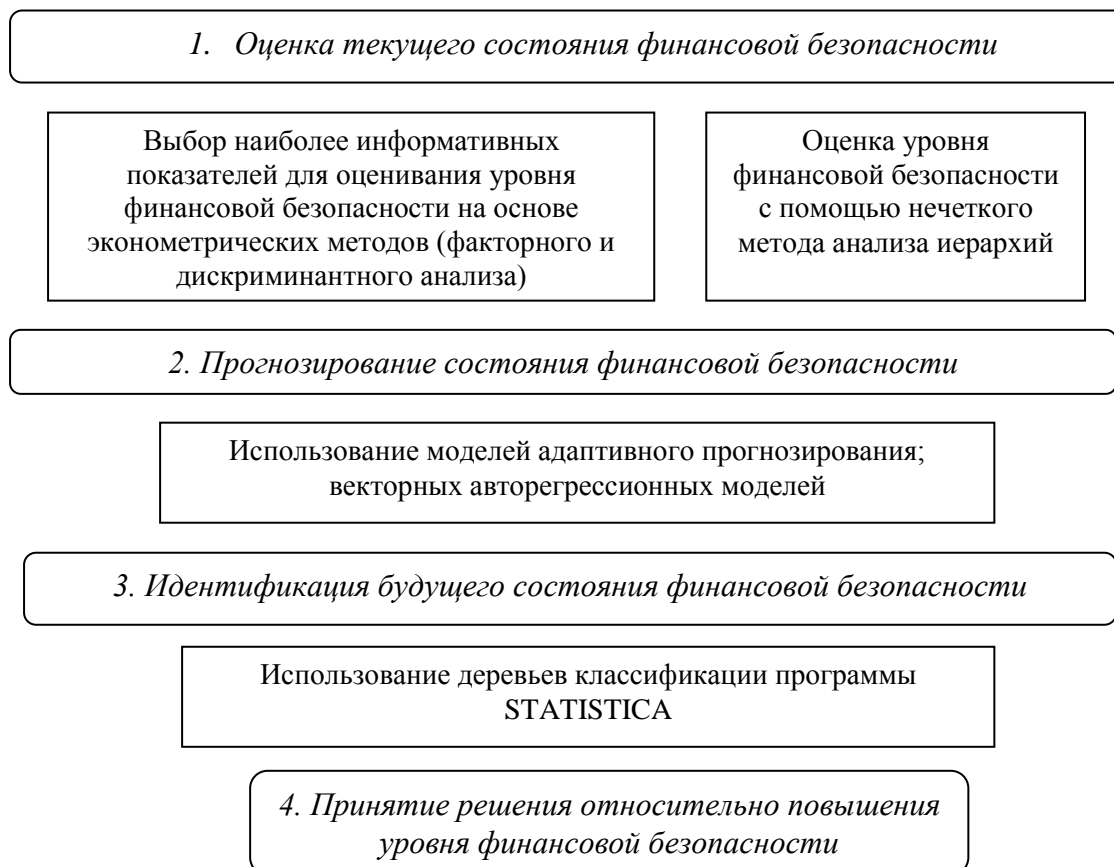 1. Оценка текущего состояния финансовой безопасности
Выбор наиболее информативных
показателей для оценивания уровня
финансовой безопасности на основе
эконометрических методов (факторного и
дискриминантного анализа)
Оценка уровня
финансовой безопасности
с помощью нечеткого
метода анализа иерархий
2. Прогнозирование состояния финансовой безопасности
Использование моделей адаптивного прогнозирования;
векторных авторегрессионных моделей
3. Идентификация будущего состояния финансовой безопасности
Использование деревьев классификации программы
STATISTICA
4. Принятие решения относительно повышения
уровня финансовой безопасности